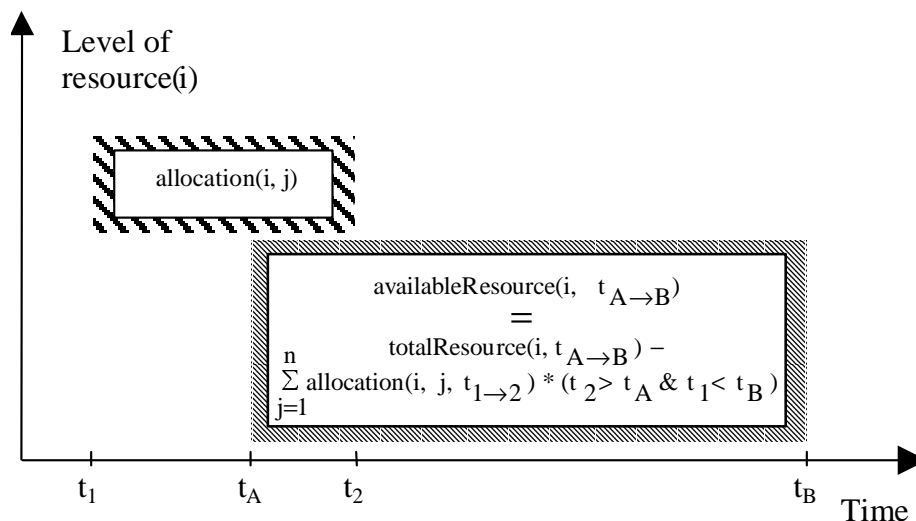 Level of
resource(i)
allocation(i, j)
availableResource(i, t A→B)
=
totalResource(i, t A→B) −
n
Σ allocation(i, j, t 1→2) * (t 2> t A & t 1< t B)
j=1
t1 tA t2 tB
Time